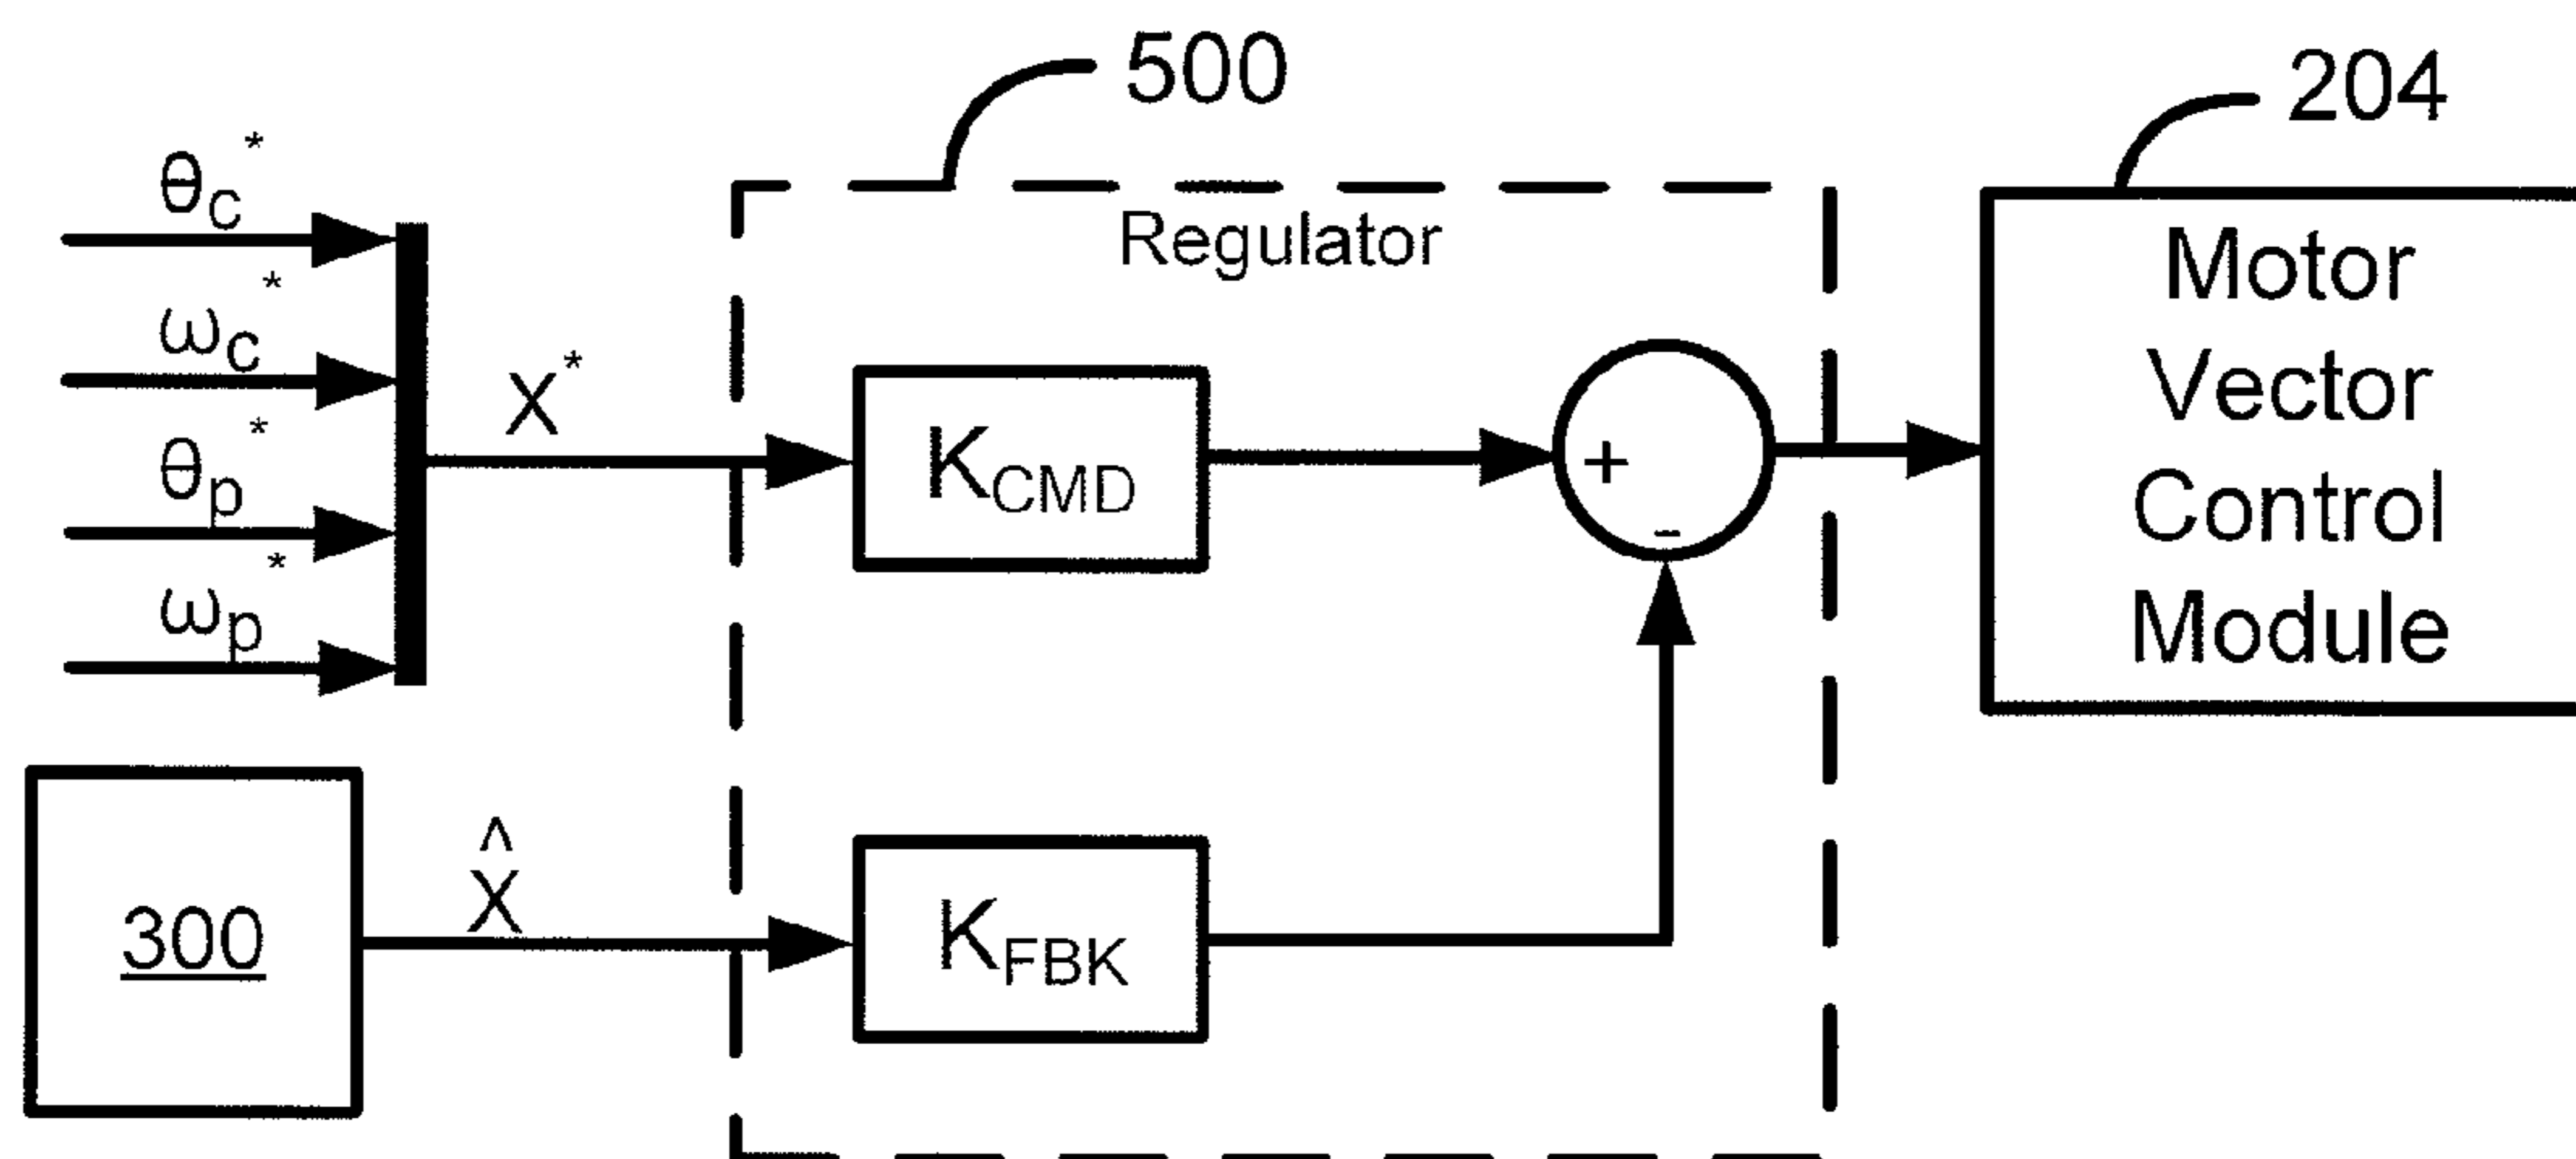 500
204
θc*
ωc*
θp*
ωp*
X*
Regulator
KCMD
+
-
Motor
Vector
Control
Module
300
^
X
KFBK